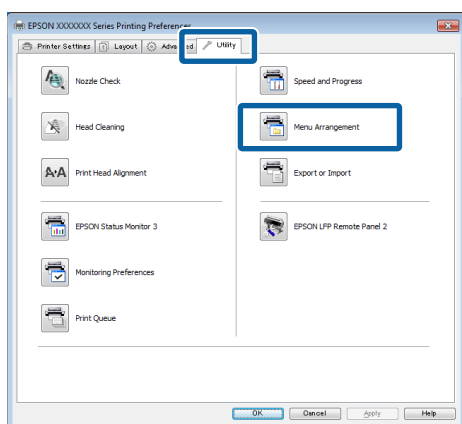 EPSON XXXXXXX Series Printing Preferences
Printer Settings Layout Advanced Utility
Nozzle Check
Speed and Progress
Head Cleaning
Menu Arrangement
A·A Print Head Alignment
Export or Import
EPSON Status Monitor 3
EPSON LFP Remote Panel 2
Monitoring Preferences
Print Queue
OK Cancel Apply Help